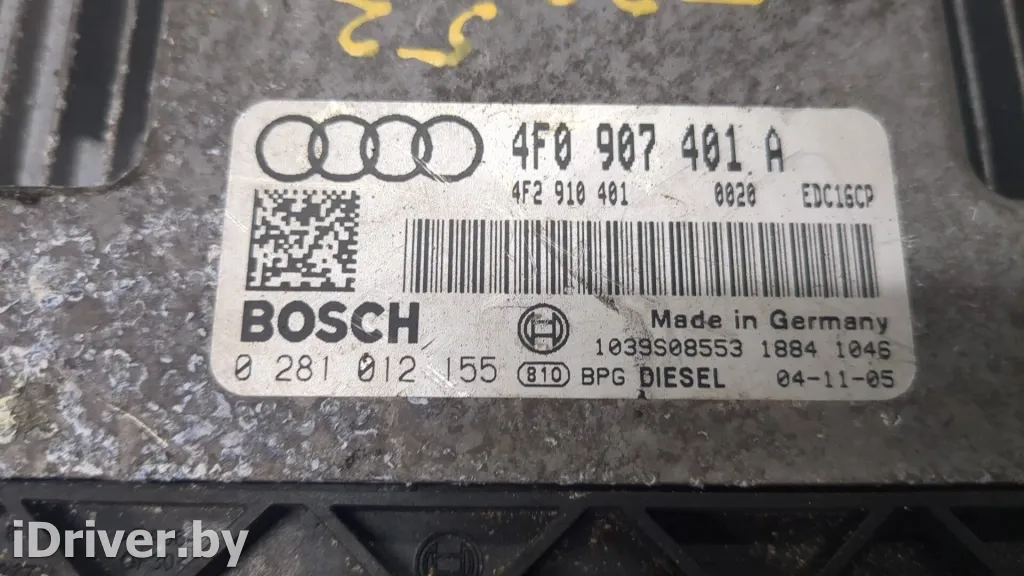 52
4F0 907 401 A
4F2 910 401 0020 EDC16CP
BOSCH
Made in Germany
1039S08553 1884 1046
0 281 012 155 810 BPG DIESEL 04-11-05
iDriver.by